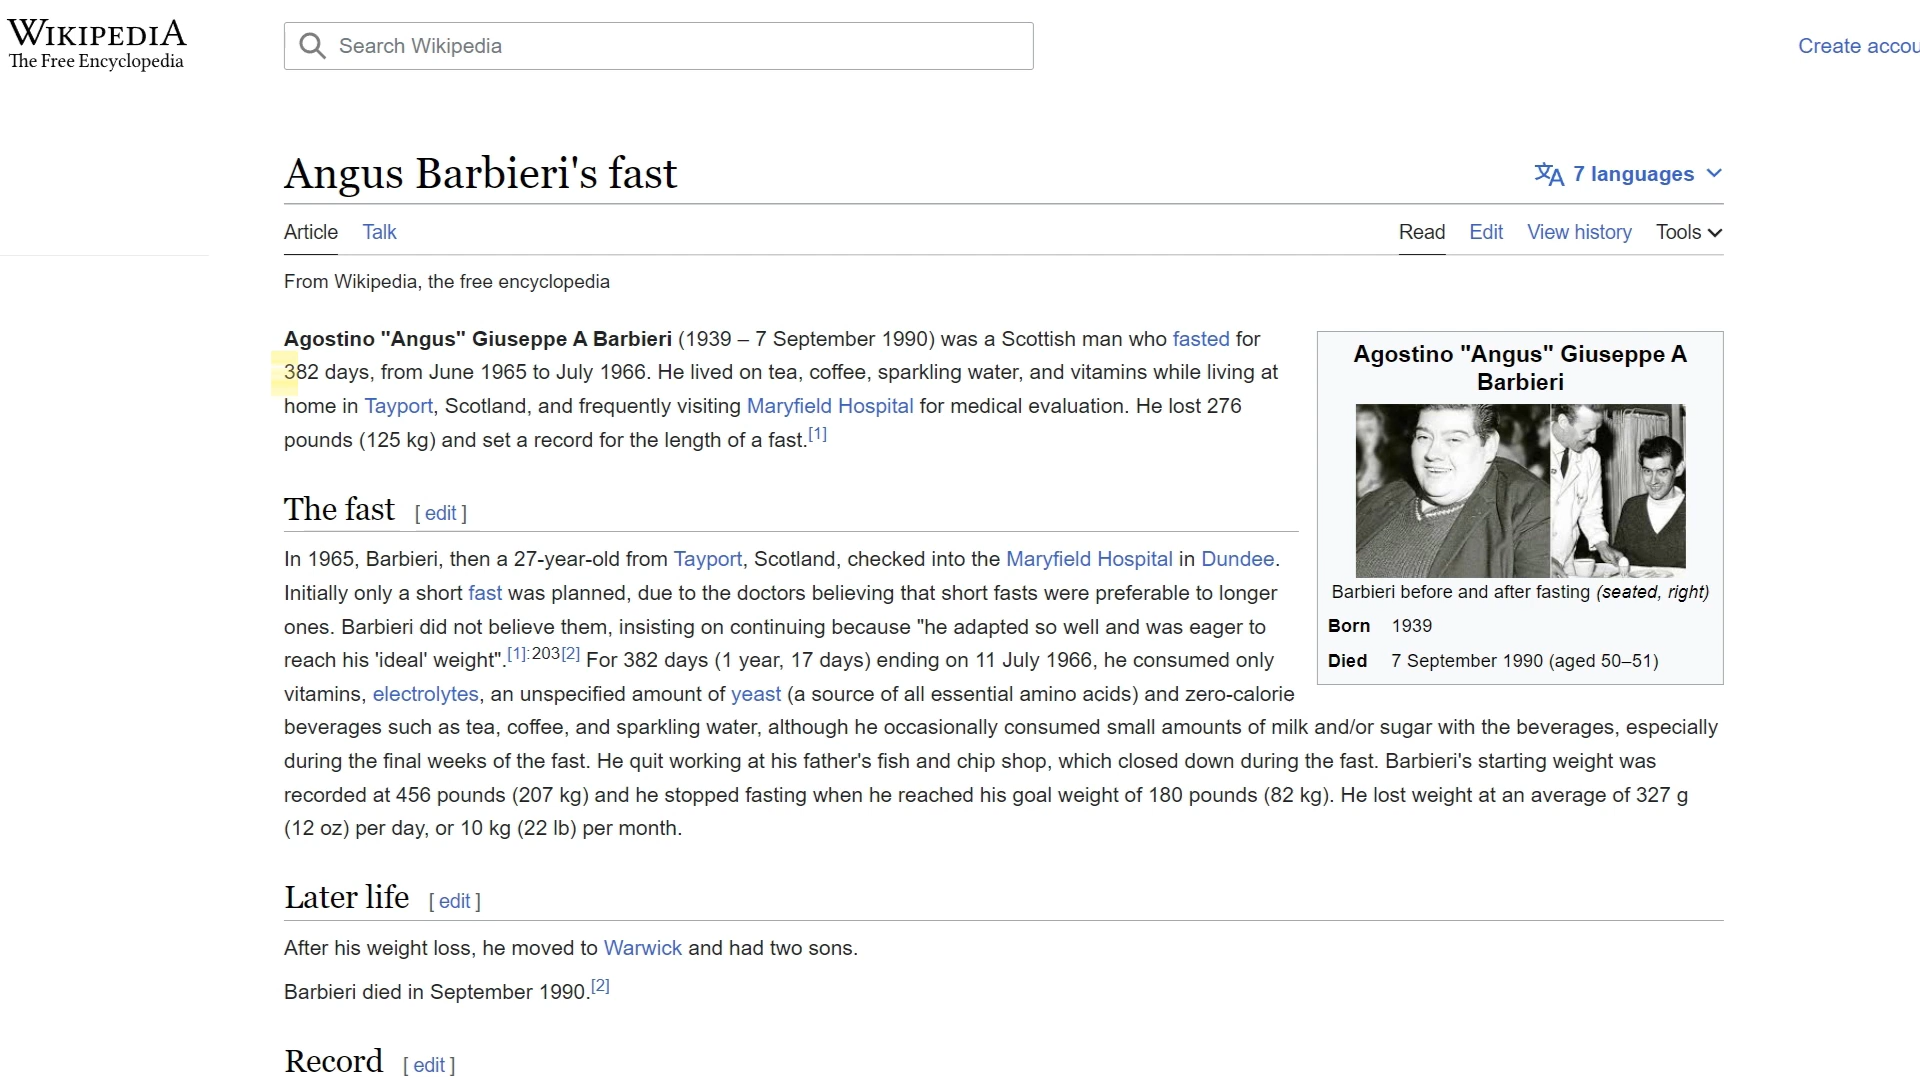 WIKIPEDIA
The Free Encyclopedia
Search Wikipedia
Create accou
Angus Barbieri's fast
7 languages
Article Talk
Read Edit View history Tools
From Wikipedia, the free encyclopedia
Agostino "Angus" Giuseppe A Barbieri (1939 – 7 September 1990) was a Scottish man who fasted for
382 days, from June 1965 to July 1966. He lived on tea, coffee, sparkling water, and vitamins while living at
home in Tayport, Scotland, and frequently visiting Maryfield Hospital for medical evaluation. He lost 276
pounds (125 kg) and set a record for the length of a fast.[1]
Agostino "Angus" Giuseppe A
Barbieri
Barbieri before and after fasting (seated, right)
Born 1939
Died 7 September 1990 (aged 50–51)
The fast [ edit ]
In 1965, Barbieri, then a 27-year-old from Tayport, Scotland, checked into the Maryfield Hospital in Dundee.
Initially only a short fast was planned, due to the doctors believing that short fasts were preferable to longer
ones. Barbieri did not believe them, insisting on continuing because "he adapted so well and was eager to
reach his 'ideal' weight".[1]:203[2] For 382 days (1 year, 17 days) ending on 11 July 1966, he consumed only
vitamins, electrolytes, an unspecified amount of yeast (a source of all essential amino acids) and zero-calorie
beverages such as tea, coffee, and sparkling water, although he occasionally consumed small amounts of milk and/or sugar with the beverages, especially
during the final weeks of the fast. He quit working at his father's fish and chip shop, which closed down during the fast. Barbieri's starting weight was
recorded at 456 pounds (207 kg) and he stopped fasting when he reached his goal weight of 180 pounds (82 kg). He lost weight at an average of 327 g
(12 oz) per day, or 10 kg (22 lb) per month.
Later life [ edit ]
After his weight loss, he moved to Warwick and had two sons.
Barbieri died in September 1990.[2]
Record [ edit ]